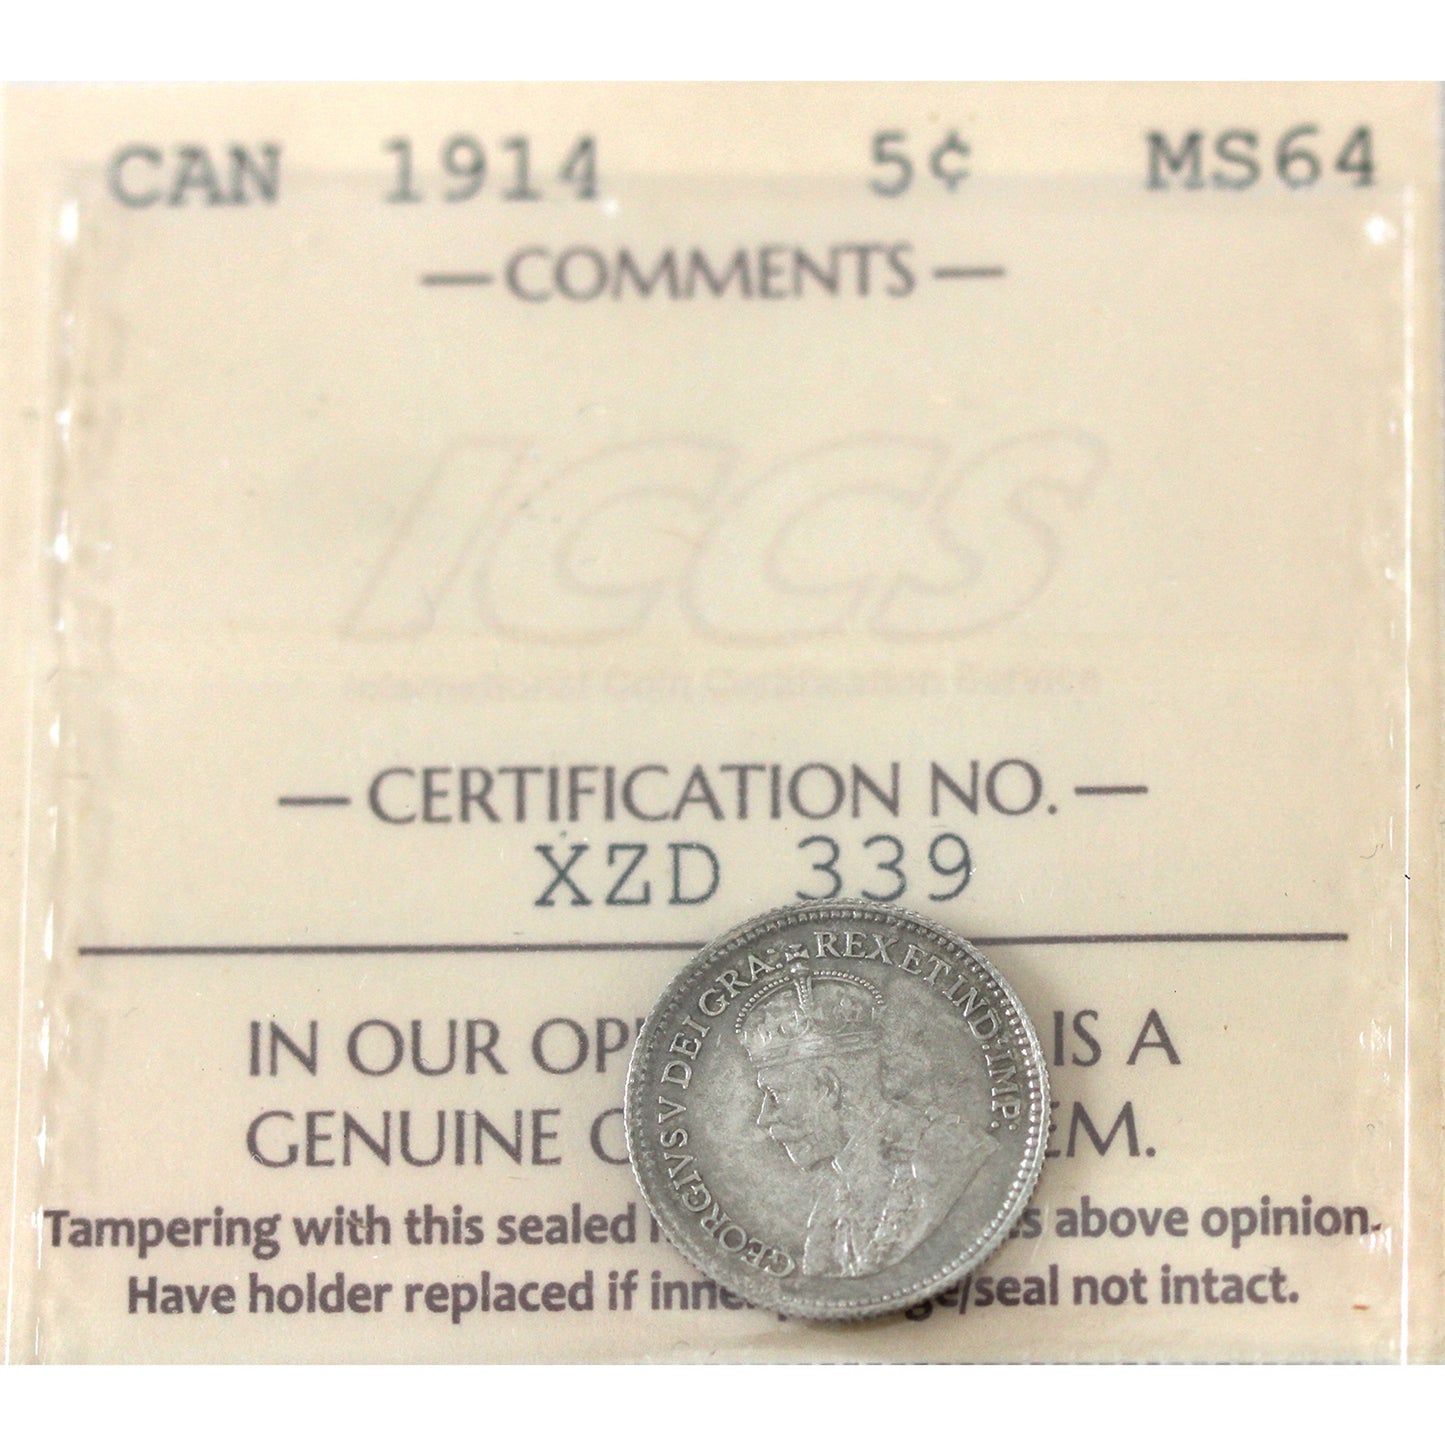 CAN 1914 5¢ MS64
— COMMENTS —
ICCS
International Coin Certification Service
— CERTIFICATION NO. —
XZD 339
IN OUR OP IS A
GENUINE EM.
Tampering with this sealed above opinion.
Have holder replaced if /seal not intact.
GEORGIVS V DEI GRA: REX ET IND: IMP: